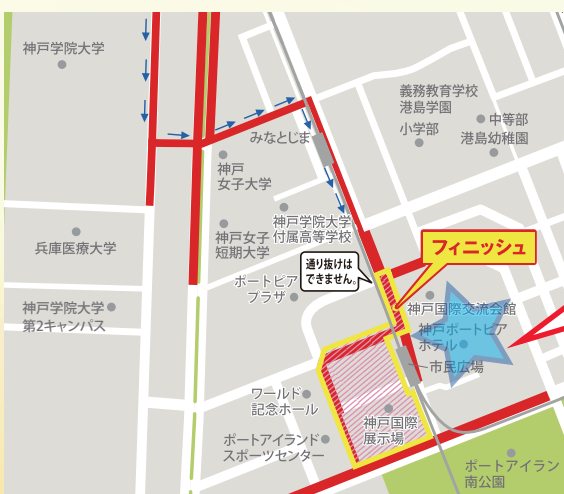 神戸学院大学
義務教育学校
港島学園
小学部
中等部
港島幼稚園
みなとじま
神戸
女子大学
神戸学院大学
付属高等学校
神戸女子
短期大学
兵庫医療大学
フィニッシュ
通り抜けは
できません。
ポートピア
プラザ
神戸国際交流会館
神戸学院大学
第2キャンパス
神戸ポートピア
ホテル
市民広場
ワールド
記念ホール
神戸国際
展示場
ポートアイランド
スポーツセンター
ポートアイラン
南公園